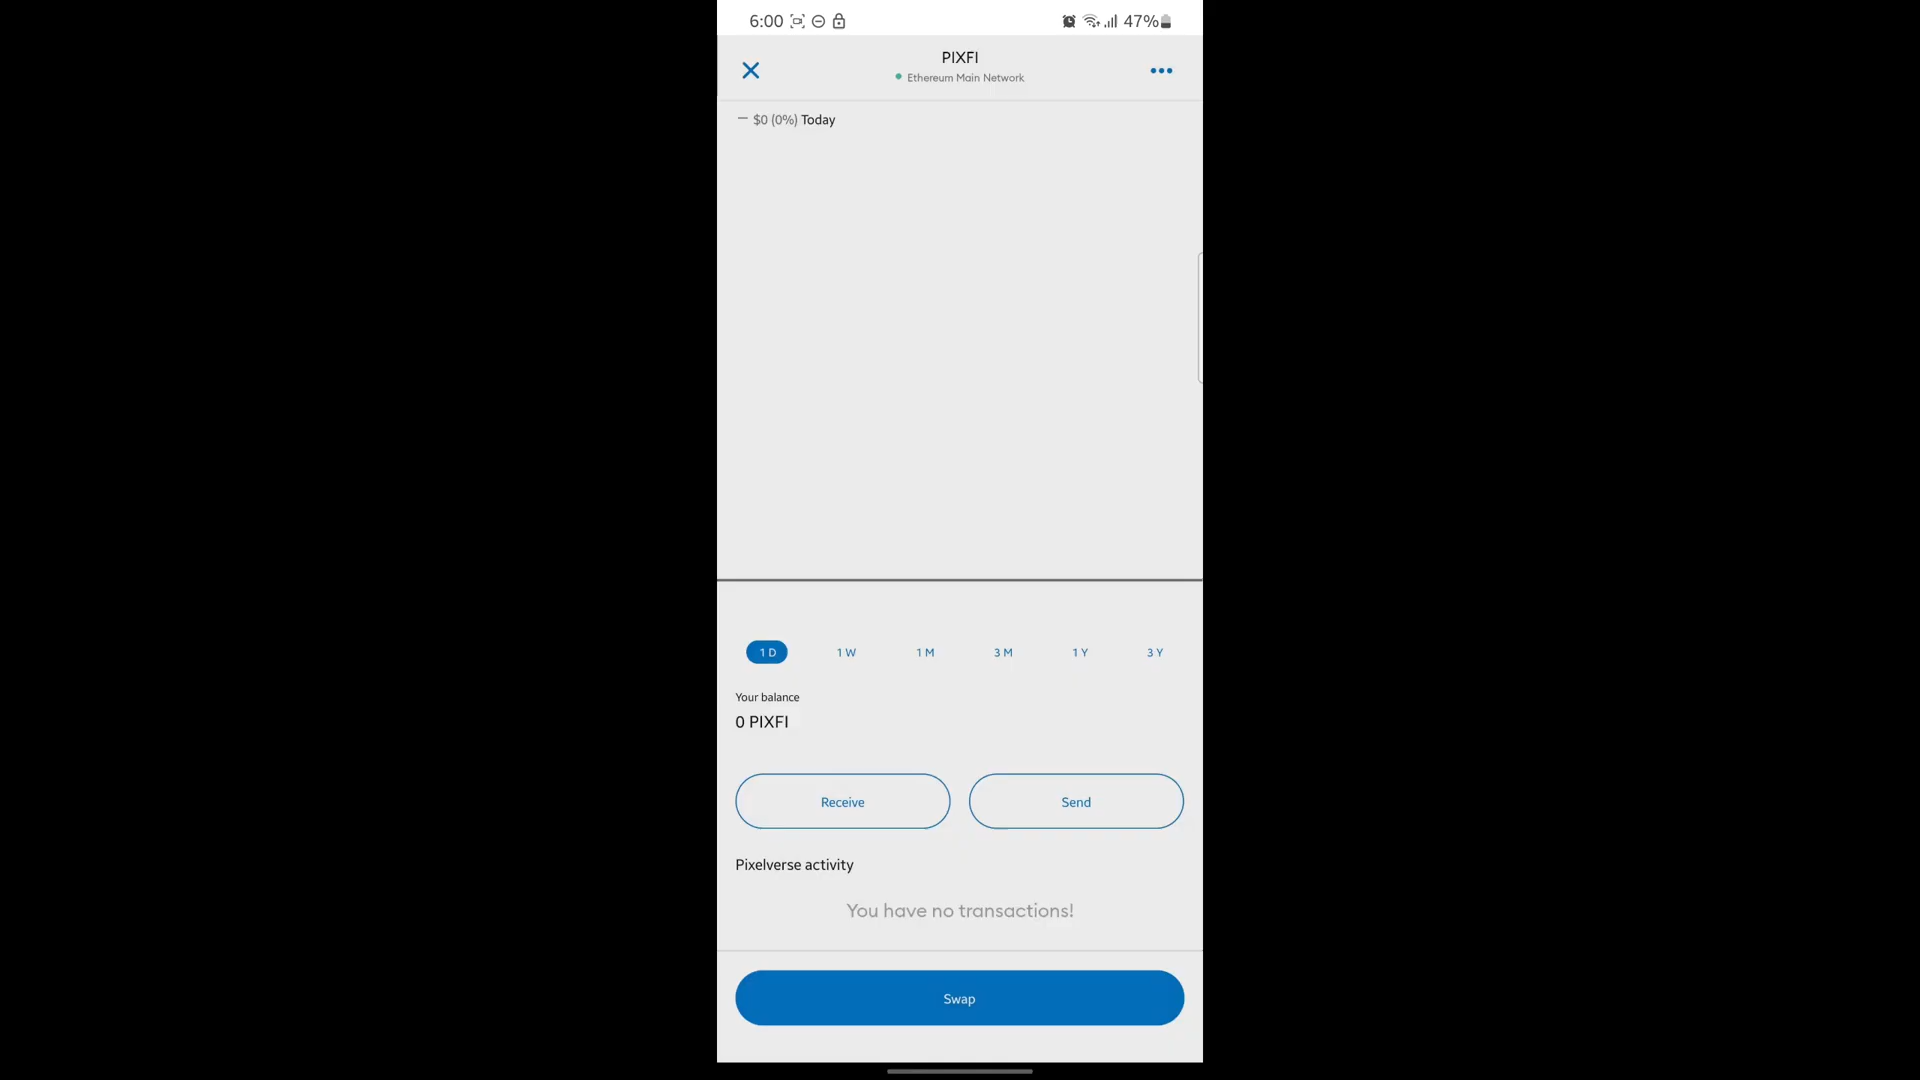 6:00 47%
PIXFI
Ethereum Main Network
$0 (0%) Today
1 D 1 W 1 M 3 M 1 Y 3 Y
Your balance
0 PIXFI
Receive Send
Pixelverse activity
You have no transactions!
Swap